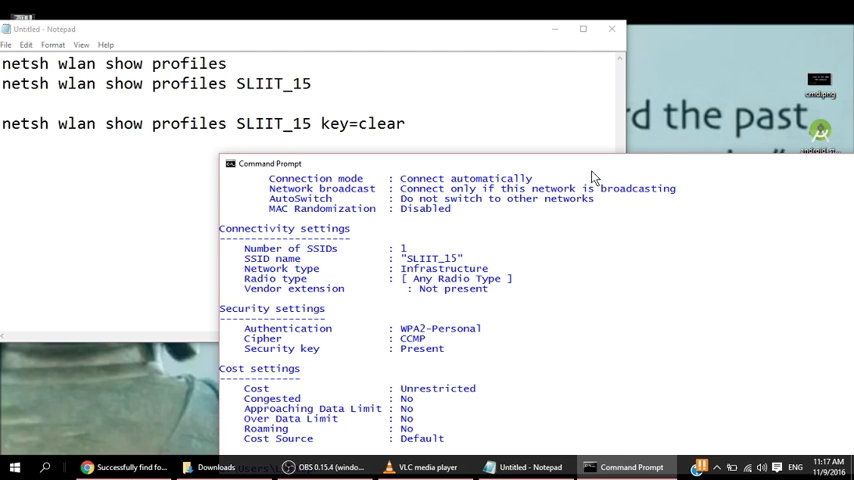 Untitled - Notepad
File Edit Format View Help
netsh wlan show profiles
netsh wlan show profiles SLIIT_15
netsh wlan show profiles SLIIT_15 key=clear
rd the past
cmd.png
Command Prompt
Connection mode : Connect automatically
Network broadcast : Connect only if this network is broadcasting
AutoSwitch : Do not switch to other networks
MAC Randomization : Disabled
Connectivity settings
---------------------
Number of SSIDs : 1
SSID name : "SLIIT_15"
Network type : Infrastructure
Radio type : [ Any Radio Type ]
Vendor extension : Not present
Security settings
-----------------
Authentication : WPA2-Personal
Cipher : CCMP
Security key : Present
Cost settings
-------------
Cost : Unrestricted
Congested : No
Approaching Data Limit : No
Over Data Limit : No
Roaming : No
Cost Source : Default
Successfully find fo... Downloads OBS 0.15.4 (windo... VLC media player Untitled - Notepad Command Prompt ENG 11:17 AM
11/9/2016